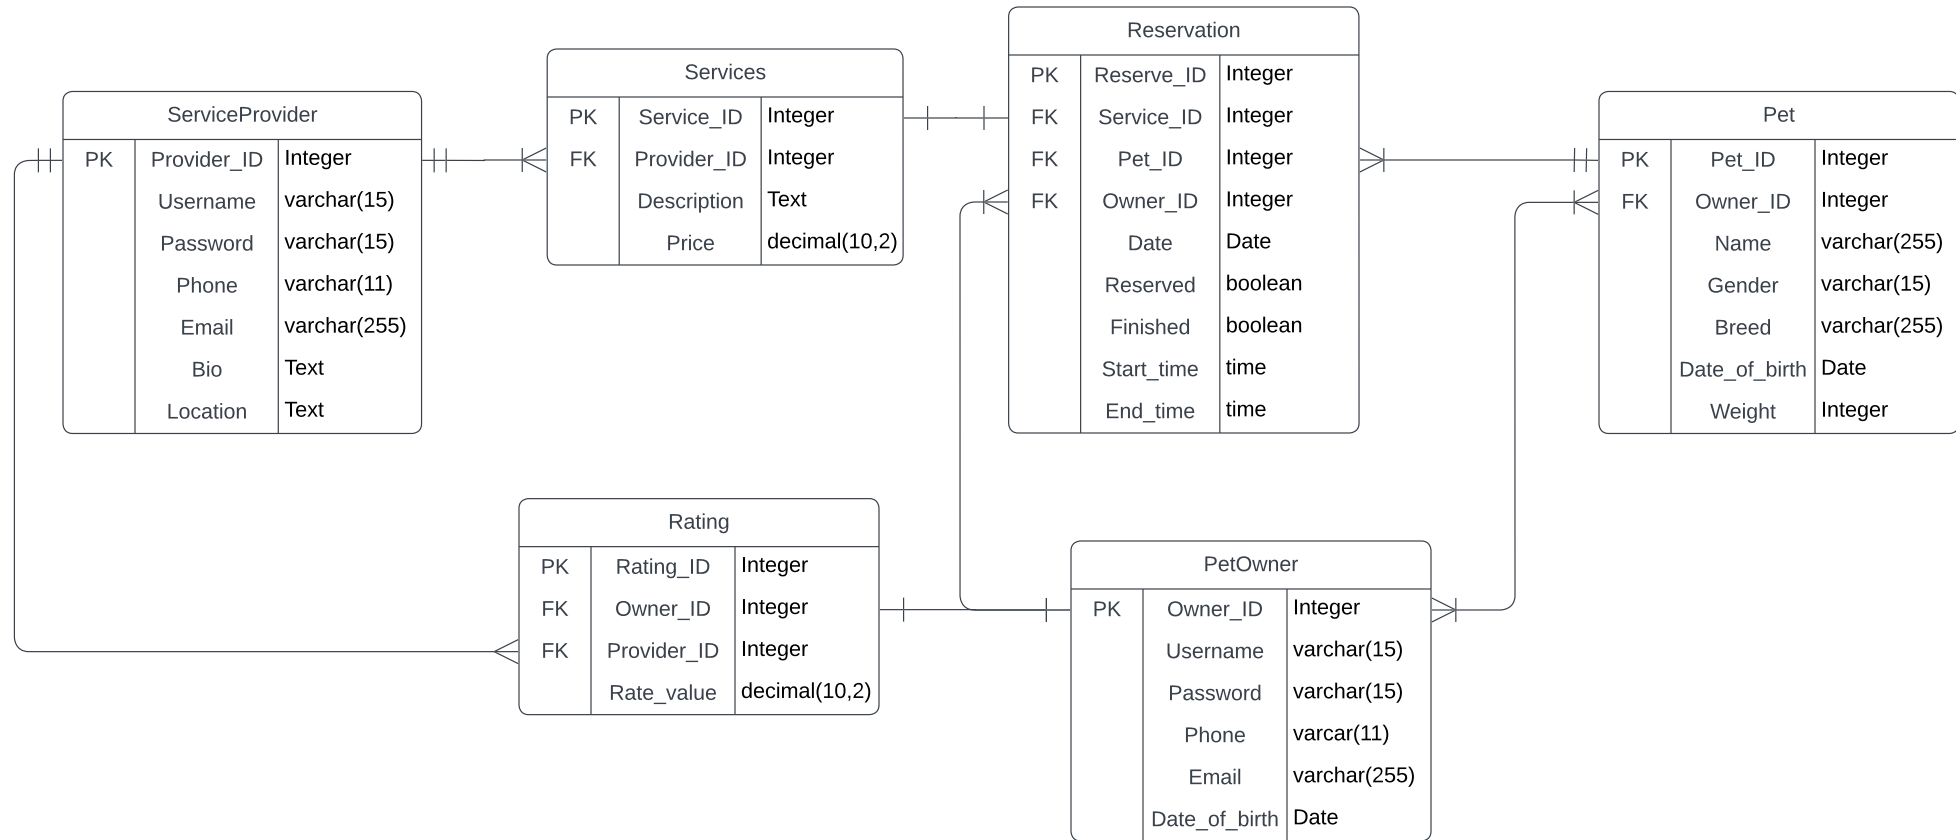 ServiceProvider
PK Provider_ID Integer
Username varchar(15)
Password varchar(15)
Phone varchar(11)
Email varchar(255)
Bio Text
Location Text
Services
PK Service_ID Integer
FK Provider_ID Integer
Description Text
Price decimal(10,2)
Reservation
PK Reserve_ID Integer
FK Service_ID Integer
FK Pet_ID Integer
FK Owner_ID Integer
Date Date
Reserved boolean
Finished boolean
Start_time time
End_time time
Pet
PK Pet_ID Integer
FK Owner_ID Integer
Name varchar(255)
Gender varchar(15)
Breed varchar(255)
Date_of_birth Date
Weight Integer
Rating
PK Rating_ID Integer
FK Owner_ID Integer
FK Provider_ID Integer
Rate_value decimal(10,2)
PetOwner
PK Owner_ID Integer
Username varchar(15)
Password varchar(15)
Phone varcar(11)
Email varchar(255)
Date_of_birth Date